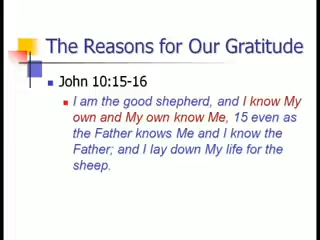 The Reasons for Our Gratitude
John 10:15-16
I am the good shepherd, and I know My
own and My own know Me, 15 even as
the Father knows Me and I know the
Father; and I lay down My life for the
sheep.